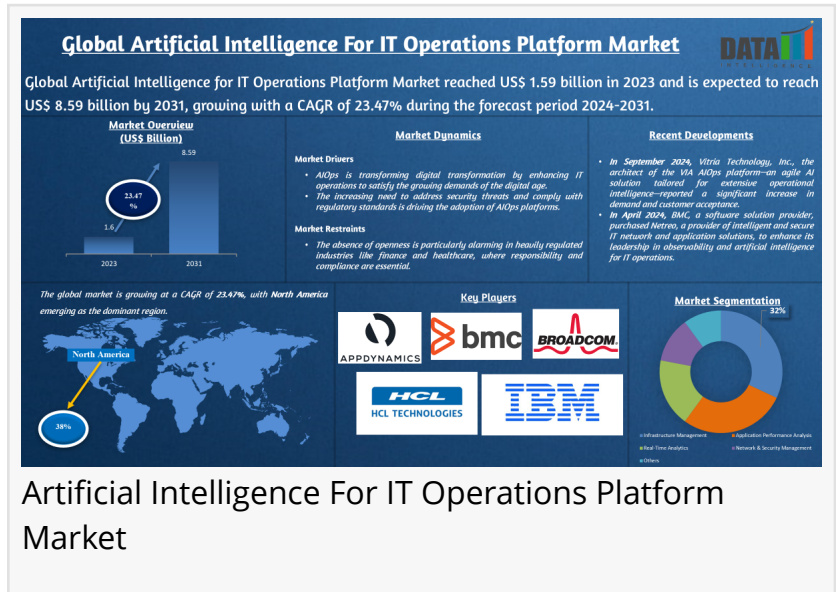 Global Artificial Intelligence For IT Operations Platform Market
DATAM
INTELLIGENCE
Global Artificial Intelligence for IT Operations Platform Market reached US$ 1.59 billion in 2023 and is expected to reach
US$ 8.59 billion by 2031, growing with a CAGR of 23.47% during the forecast period 2024-2031.
Market Overview
(US$ Billion)
8.59
23.47
%
1.6
2023
2031
Market Dynamics
Market Drivers
• AIOps is transforming digital transformation by enhancing IT
operations to satisfy the growing demands of the digital age.
• The increasing need to address security threats and comply with
regulatory standards is driving the adoption of AIOps platforms.
Market Restraints
• The absence of openness is particularly alarming in heavily regulated
industries like finance and healthcare, where responsibility and
compliance are essential.
Recent Developments
• In September 2024, Vitria Technology, Inc., the
architect of the VIA AIOps platform—an agile AI
solution tailored for extensive operational
intelligence—reported a significant increase in
demand and customer acceptance.
• In April 2024, BMC, a software solution provider,
purchased Netreo, a provider of intelligent and secure
IT network and application solutions, to enhance its
leadership in observability and artificial intelligence
for IT operations.
The global market is growing at a CAGR of 23.47%, with North America
emerging as the dominant region.
North America
38%
Key Players
APPDYNAMICS
bmc
BROADCOM
HCL
HCL TECHNOLOGIES
IBM
Market Segmentation
32%
Infrastructure Management
Application Performance Analysis
Real-Time Analytics
Network & Security Management
Others
Artificial Intelligence For IT Operations Platform
Market